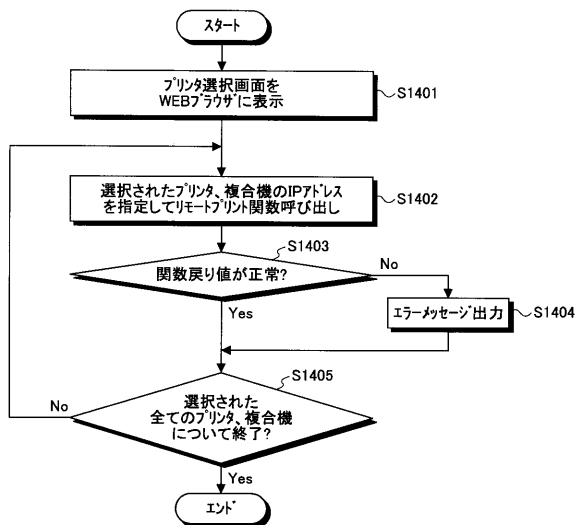 スタート
プリンタ選択画面を
WEBブラウザに表示
S1401
選択されたプリンタ、複合機のIPアドレス
を指定してリモートプリント関数呼び出し
S1402
S1403
関数戻り値が正常?
No
Yes
エラーメッセージ出力
S1404
S1405
選択された
全てのプリンタ、複合機
について終了?
No
Yes
エンド